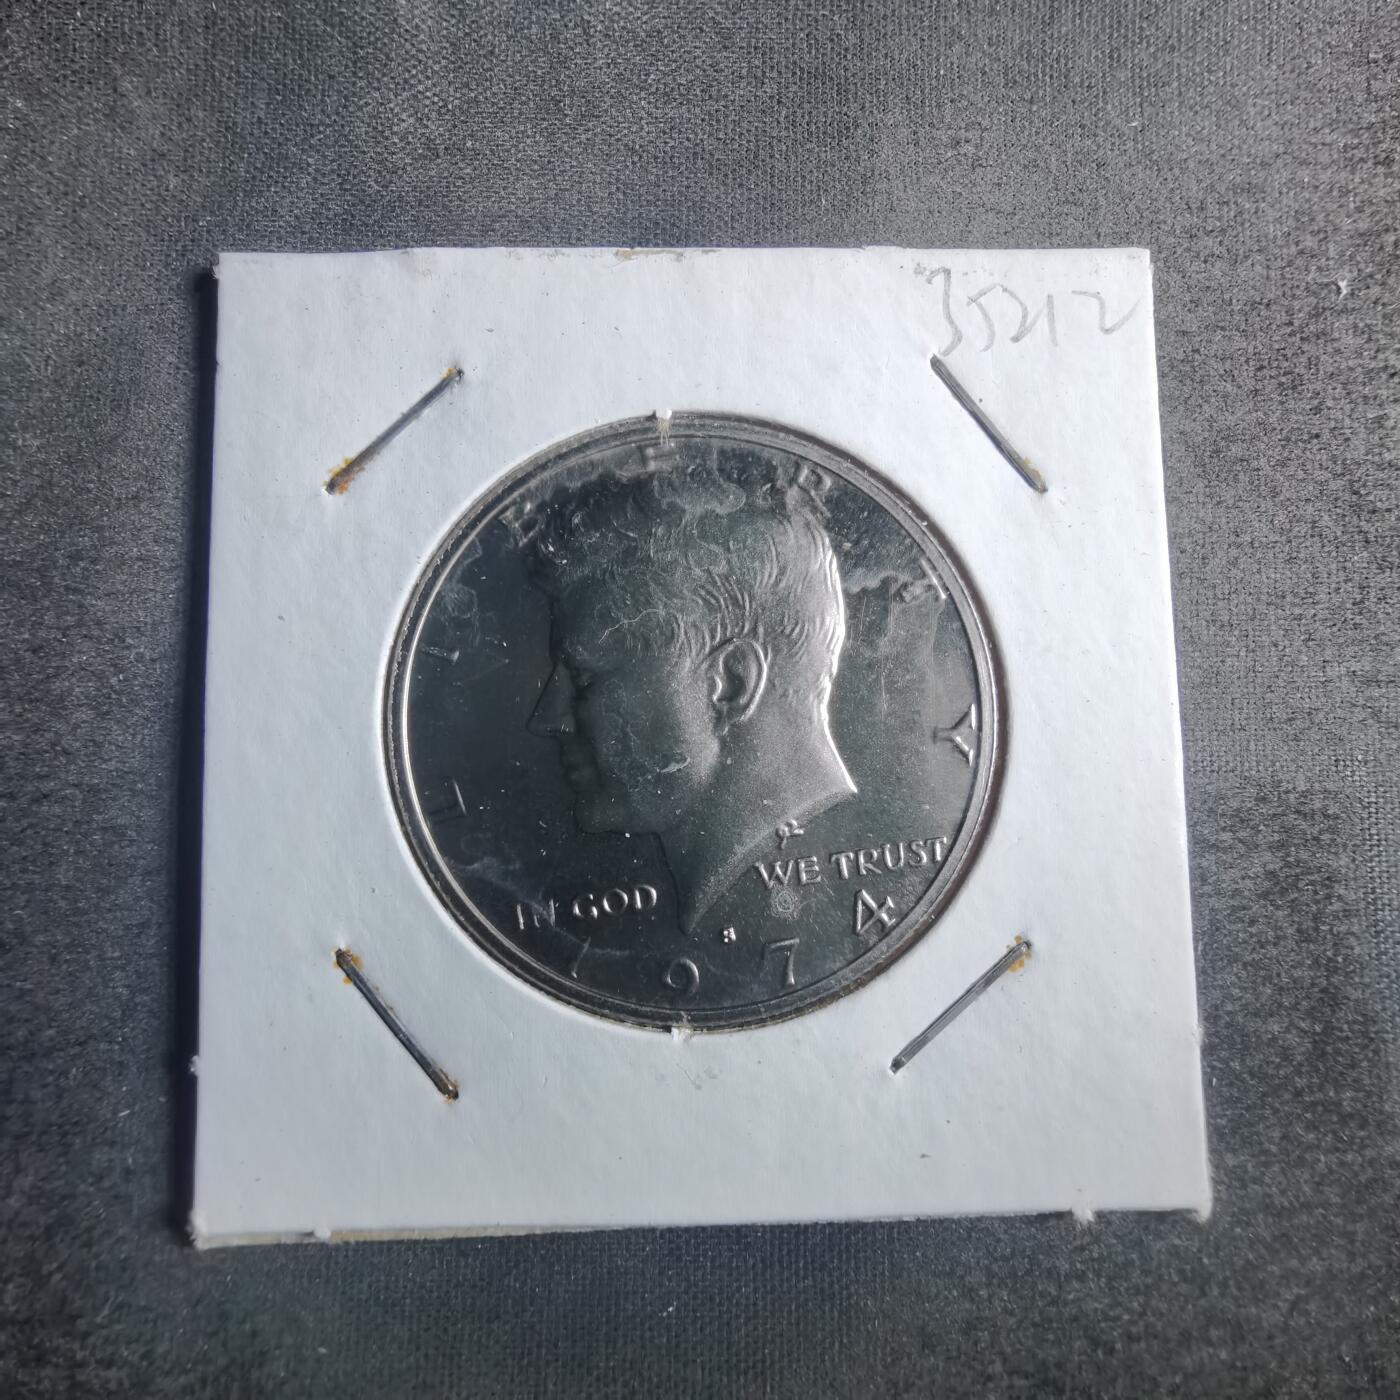 35212
LIBERTY
IN GOD WE TRUST
S
1974